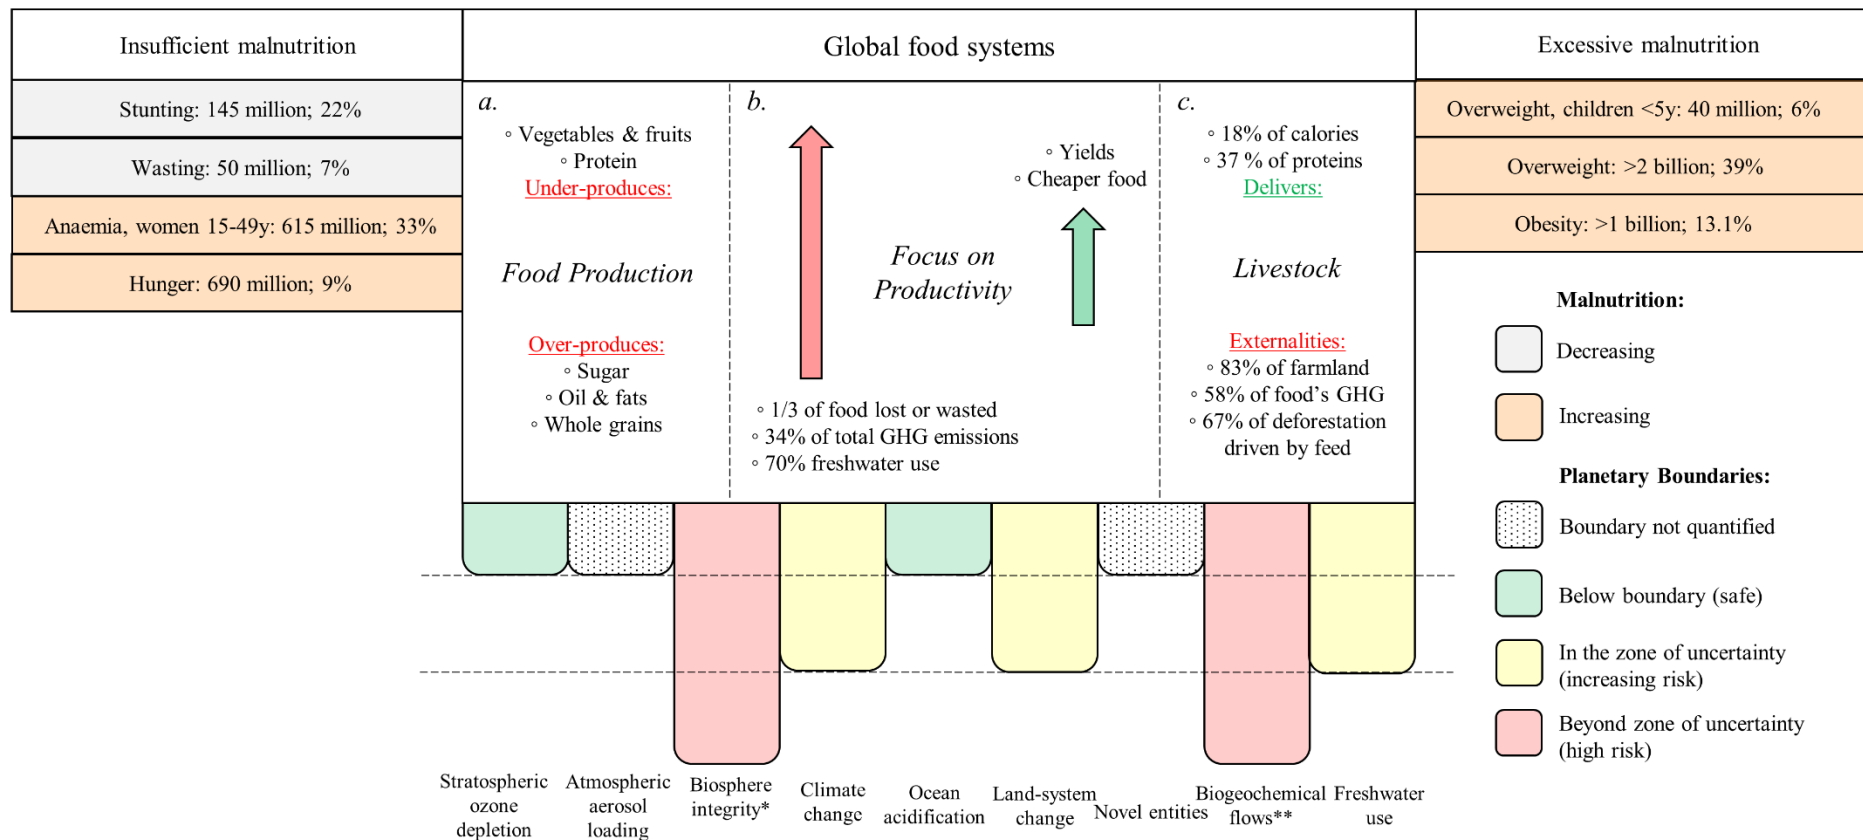 Insufficient malnutrition
Stunting: 145 million; 22%
Wasting: 50 million; 7%
Anaemia, women 15-49y: 615 million; 33%
Hunger: 690 million; 9%
Global food systems
a.
◦ Vegetables & fruits
◦ Protein
Under-produces:
Food Production
Over-produces:
◦ Sugar
◦ Oil & fats
◦ Whole grains
b.
◦ Yields
◦ Cheaper food
Focus on
Productivity
◦ 1/3 of food lost or wasted
◦ 34% of total GHG emissions
◦ 70% freshwater use
c.
◦ 18% of calories
◦ 37 % of proteins
Delivers:
Livestock
Externalities:
◦ 83% of farmland
◦ 58% of food's GHG
◦ 67% of deforestation
driven by feed
Excessive malnutrition
Overweight, children <5y: 40 million; 6%
Overweight: >2 billion; 39%
Obesity: >1 billion; 13.1%
Malnutrition:
Decreasing
Increasing
Planetary Boundaries:
Boundary not quantified
Below boundary (safe)
In the zone of uncertainty
(increasing risk)
Beyond zone of uncertainty
(high risk)
Stratospheric
ozone
depletion
Atmospheric
aerosol
loading
Biosphere
integrity*
Climate
change
Ocean
acidification
Land-system
change
Novel entities
Biogeochemical
flows**
Freshwater
use